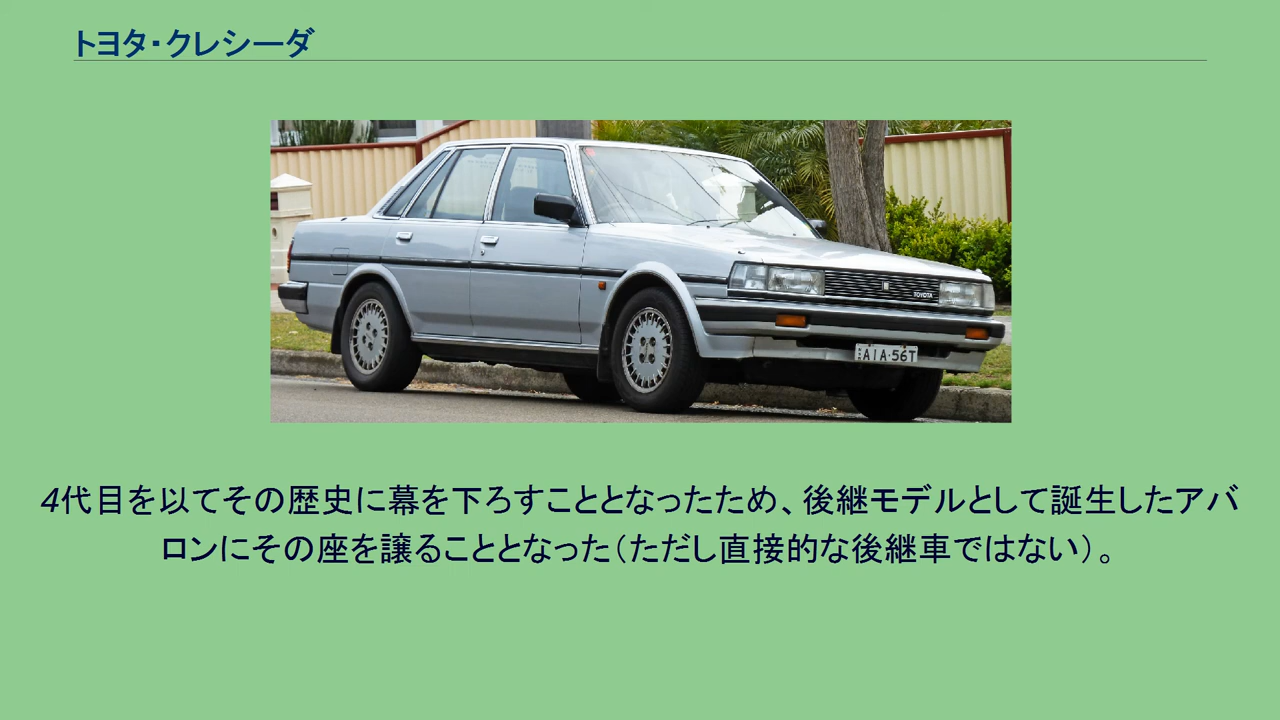 トヨタ・クレシーダ
TOYOTA
AIA·56T
4代目を以てその歴史に幕を下ろすこととなったため、後継モデルとして誕生したアバ
ロンにその座を譲ることとなった（ただし直接的な後継車ではない）。